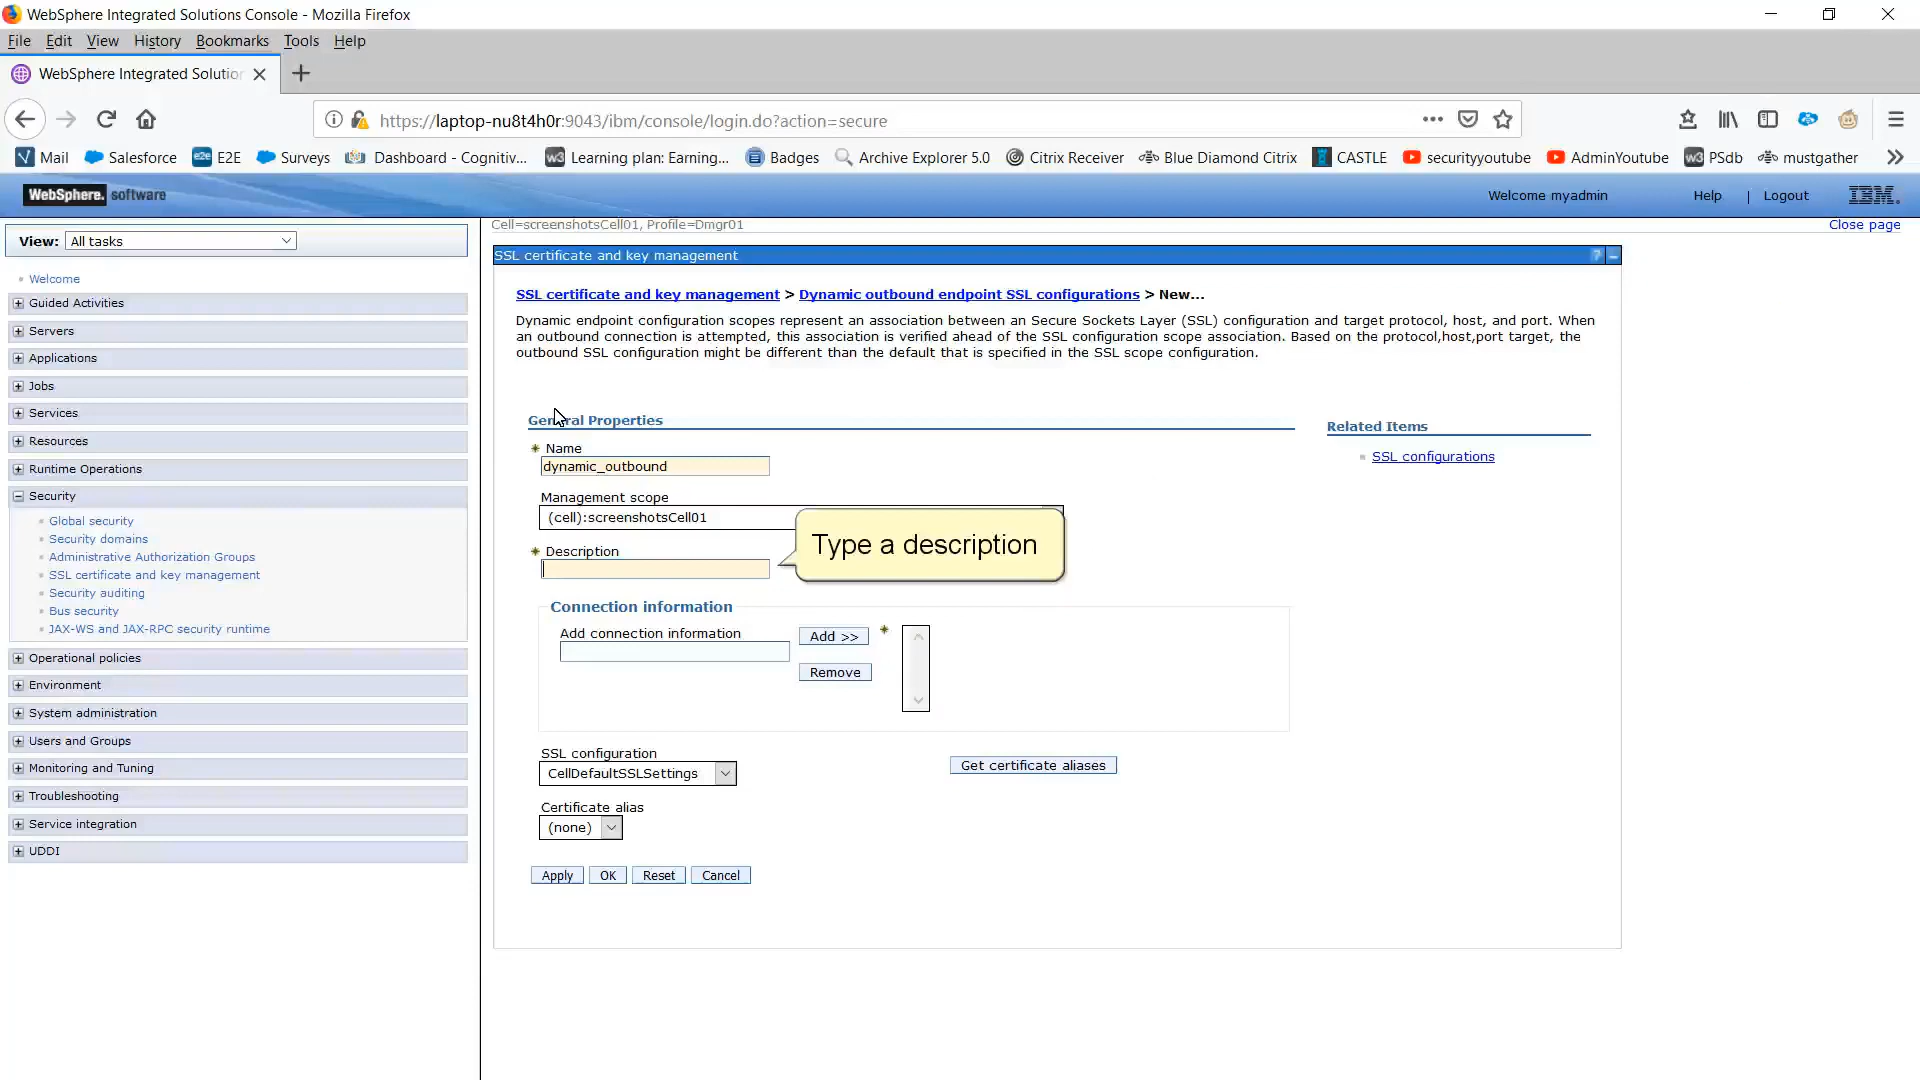 WebSphere Integrated Solutions Console - Mozilla Firefox
File Edit View History Bookmarks Tools Help
WebSphere Integrated Solutio
https://laptop-nu8t4h0r:9043/ibm/console/login.do?action=secure
Mail Salesforce e2e E2E Surveys Dashboard - Cognitiv... w3 Learning plan: Earning... Badges Archive Explorer 5.0 Citrix Receiver Blue Diamond Citrix CASTLE securityyoutube AdminYoutube w3 PSdb mustgather
WebSphere. software Welcome myadmin Help | Logout IBM.
Cell=screenshotsCell01, Profile=Dmgr01 Close page
View: All tasks
Welcome
Guided Activities
Servers
Applications
Jobs
Services
Resources
Runtime Operations
Security
Global security
Security domains
Administrative Authorization Groups
SSL certificate and key management
Security auditing
Bus security
JAX-WS and JAX-RPC security runtime
Operational policies
Environment
System administration
Users and Groups
Monitoring and Tuning
Troubleshooting
Service integration
UDDI
SSL certificate and key management ?
SSL certificate and key management > Dynamic outbound endpoint SSL configurations > New...
Dynamic endpoint configuration scopes represent an association between an Secure Sockets Layer (SSL) configuration and target protocol, host, and port. When
an outbound connection is attempted, this association is verified ahead of the SSL configuration scope association. Based on the protocol,host,port target, the
outbound SSL configuration might be different than the default that is specified in the SSL scope configuration.
General Properties
Name
dynamic_outbound
Management scope
(cell):screenshotsCell01
Description
Type a description
Connection information
Add connection information
Add >>
Remove
SSL configuration
CellDefaultSSLSettings
Get certificate aliases
Certificate alias
(none)
Apply OK Reset Cancel
Related Items
SSL configurations